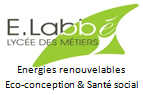 E.Labbé
LYCÉE DES MÉTIERS
Energies renouvelables
Eco-conception & Santé social